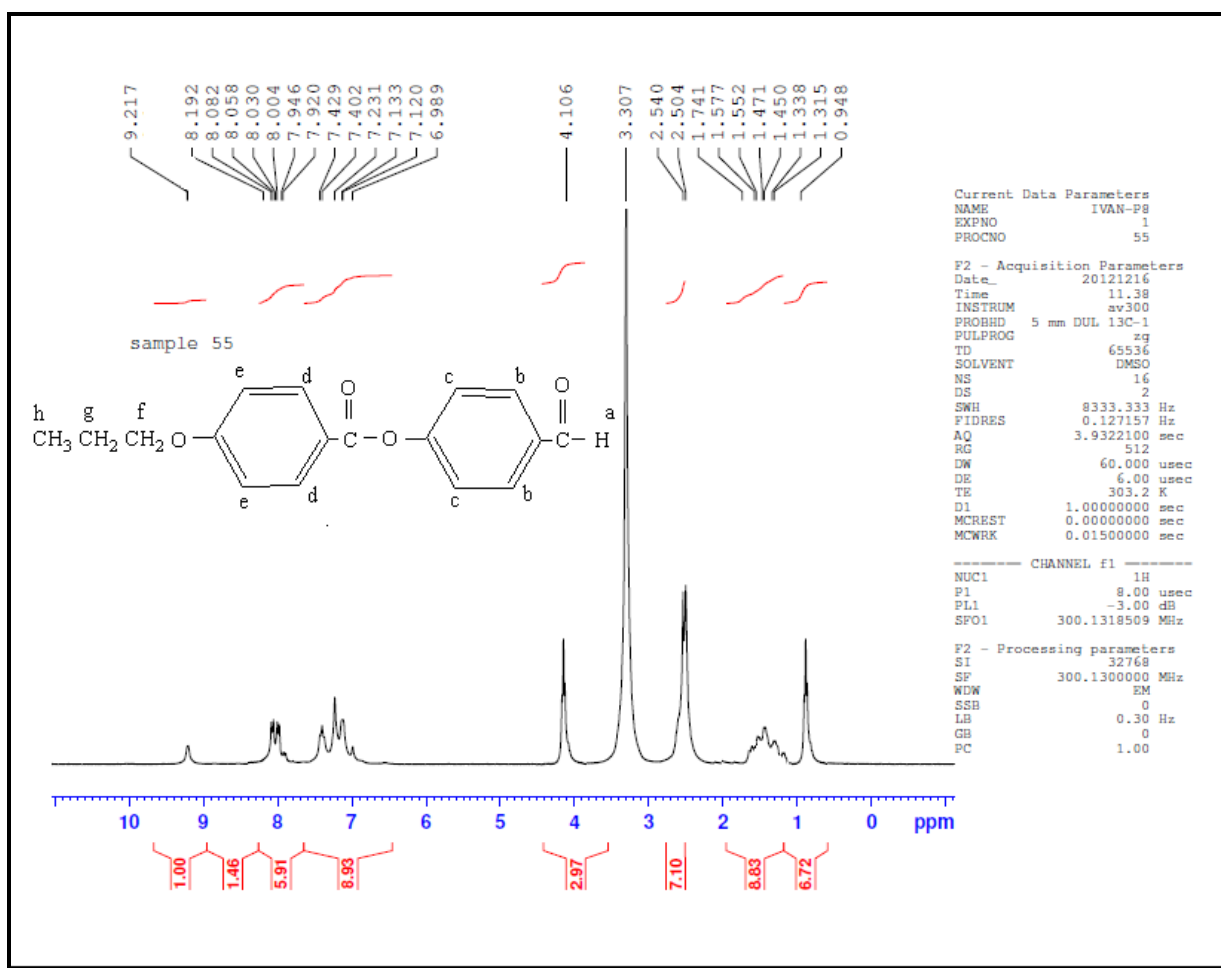 9.217
8.192
8.082
8.058
8.030
8.004
7.946
7.920
7.429
7.402
7.231
7.133
7.120
6.989
4.106
3.307
2.540
2.504
1.741
1.577
1.552
1.471
1.450
1.338
1.315
0.948
Current Data Parameters
NAME IVAN-P8
EXPNO 1
PROCNO 55
F2 - Acquisition Parameters
Date_ 20121216
Time 11.38
INSTRUM av300
PROBHD 5 mm DUL 13C-1
PULPROG zg
TD 65536
SOLVENT DMSO
NS 16
DS 2
SWH 8333.333 Hz
FIDRES 0.127157 Hz
AQ 3.9322100 sec
RG 512
DW 60.000 usec
DE 6.00 usec
TE 303.2 K
D1 1.00000000 sec
MCREST 0.00000000 sec
MCWRK 0.01500000 sec
======== CHANNEL f1 ========
NUC1 1H
P1 8.00 usec
PL1 -3.00 dB
SFO1 300.1318509 MHz
F2 - Processing parameters
SI 32768
SF 300.1300000 MHz
WDW EM
SSB 0
LB 0.30 Hz
GB 0
PC 1.00
sample 55
e d O c b O
h g f a
CH3CH2CH2O C O C H
e d c b
10 9 8 7 6 5 4 3 2 1 0 ppm
1.00 1.46 5.91 8.93 2.97 7.10 8.83 6.72